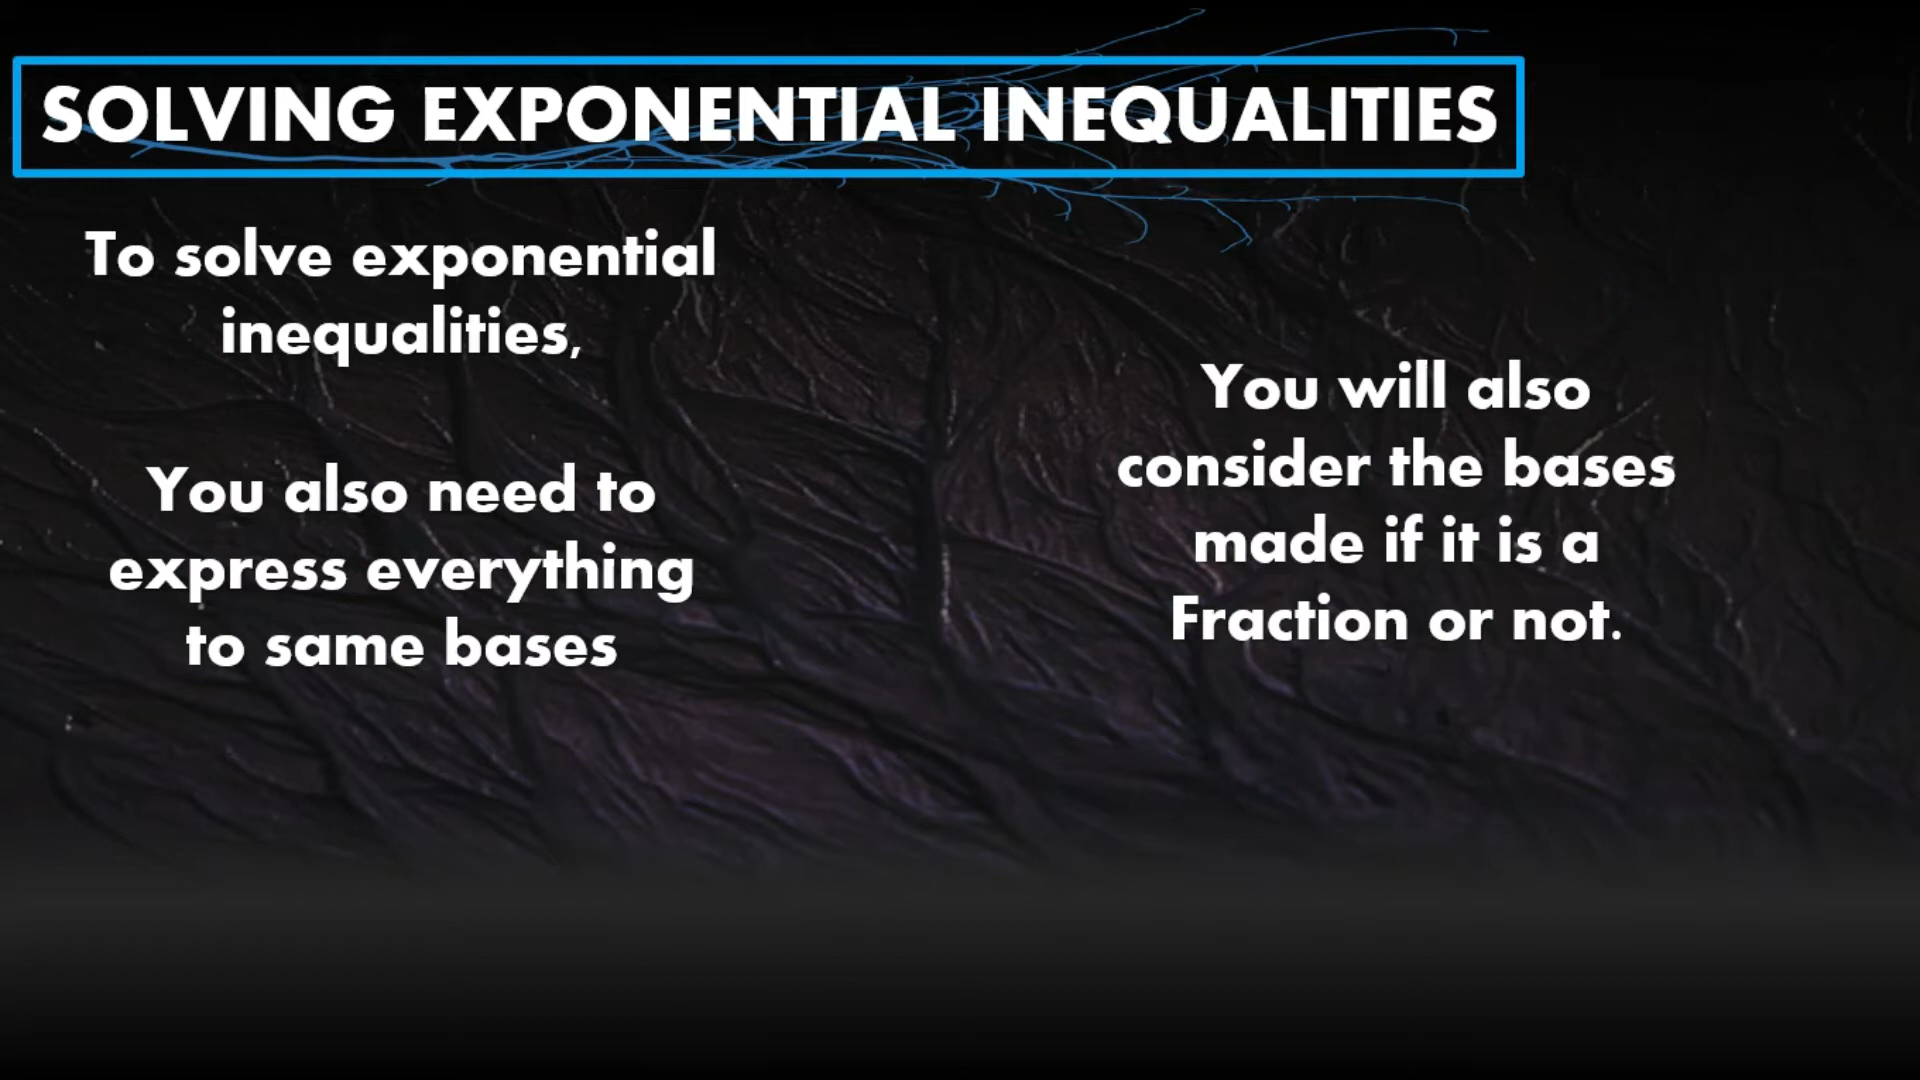 SOLVING EXPONENTIAL INEQUALITIES
To solve exponential
inequalities,
You also need to
express everything
to same bases
You will also
consider the bases
made if it is a
Fraction or not.